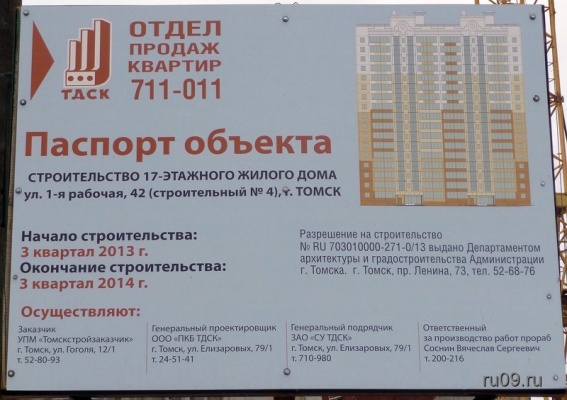 ОТДЕЛ
ПРОДАЖ
КВАРТИР
711-011
ТДСК
Паспорт объекта
СТРОИТЕЛЬСТВО 17-ЭТАЖНОГО ЖИЛОГО ДОМА
ул. 1-я рабочая, 42 (строительный № 4), г. ТОМСК
Начало строительства:
3 квартал 2013 г.
Окончание строительства:
3 квартал 2014 г.
Разрешение на строительство
№ RU 703010000-271-0/13 выдано Департаментом
архитектуры и градостроительства Администрации
г. Томска. г. Томск, пр. Ленина, 73, тел. 52-68-76
Осуществляют:
Заказчик
УПМ «Томскстройзаказчик»
г. Томск, ул. Гоголя, 12/1
т. 52-80-93
Генеральный проектировщик
ООО «ПКБ ТДСК»
г. Томск, ул. Елизаровых, 79/1
т. 24-51-41
Генеральный подрядчик
ЗАО «СУ ТДСК»
г. Томск, ул. Елизаровых, 79/1
т. 710-980
Ответственный
за производство работ прораб
Соснин Вячеслав Сергеевич
т. 200-216
ru09.ru